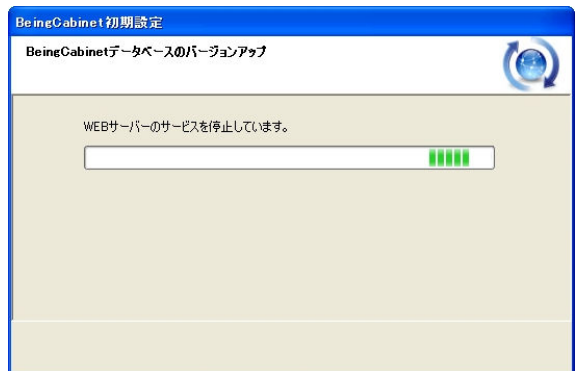 BeingCabinet初期設定
BeingCabinetデータベースのバージョンアップ
WEBサーバーのサービスを停止しています。